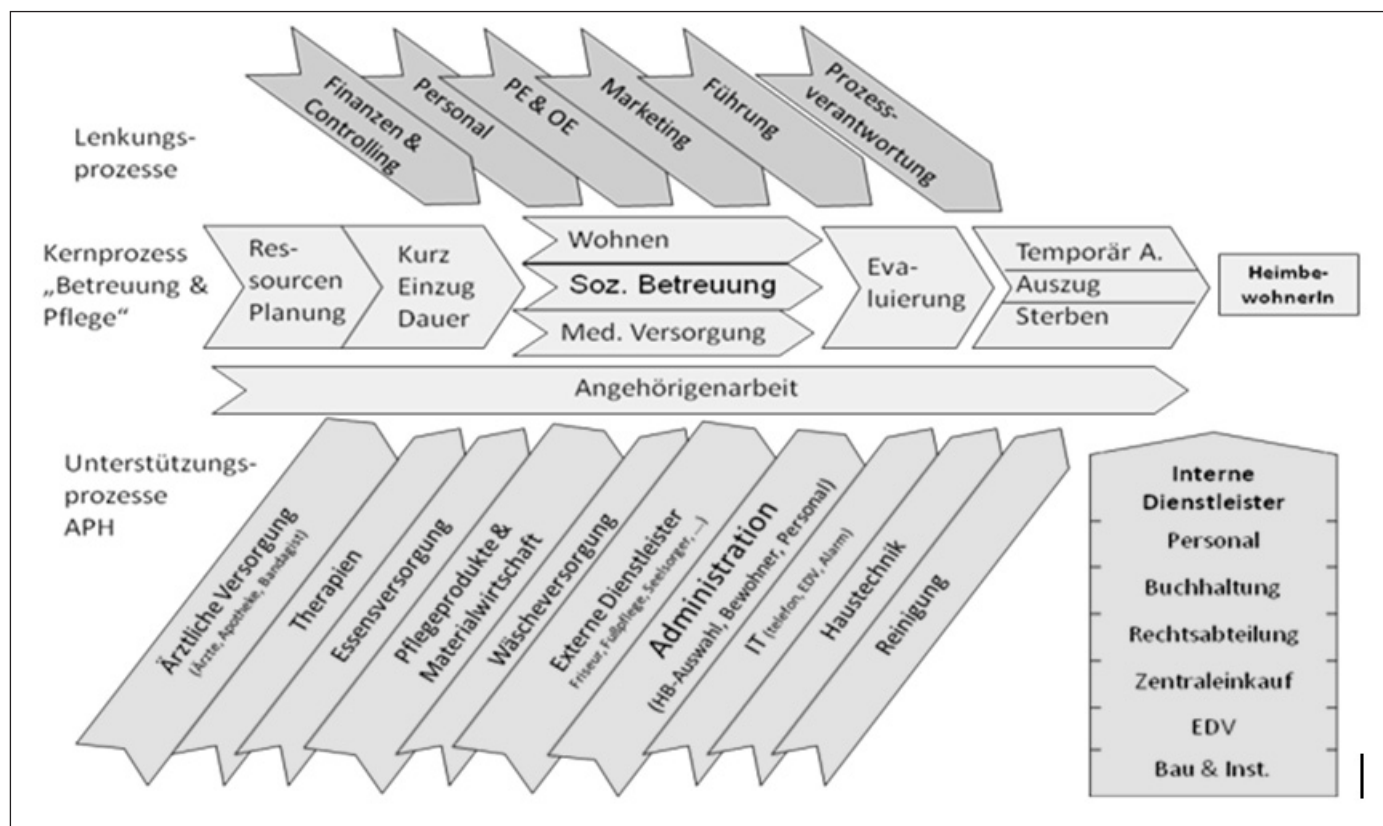 Lenkungs-
prozesse
Finanzen &
Controlling
Personal
PE & OE
Marketing
Führung
Prozess-
verantwortung
Kernprozess
„Betreuung &
Pflege“
Res-
sourcen
Planung
Kurz
Einzug
Dauer
Wohnen
Soz. Betreuung
Med. Versorgung
Eva-
luierung
Temporär A.
Auszug
Sterben
Heimbe-
wohnerIn
Angehörigenarbeit
Unterstützungs-
prozesse
APH
Ärztliche Versorgung
(Ärzte, Apotheke, Bandagist)
Therapien
Essensversorgung
Pflegeprodukte &
Materialwirtschaft
Wäscheversorgung
Externe Dienstleister
Friseur, Fußpflege, Seelsorger, ...)
Administration
(HB-Auswahl, Bewohner, Personal)
IT (telefon, EDV, Alarm)
Haustechnik
Reinigung
Interne
Dienstleister
Personal
Buchhaltung
Rechtsabteilung
Zentraleinkauf
EDV
Bau & Inst.